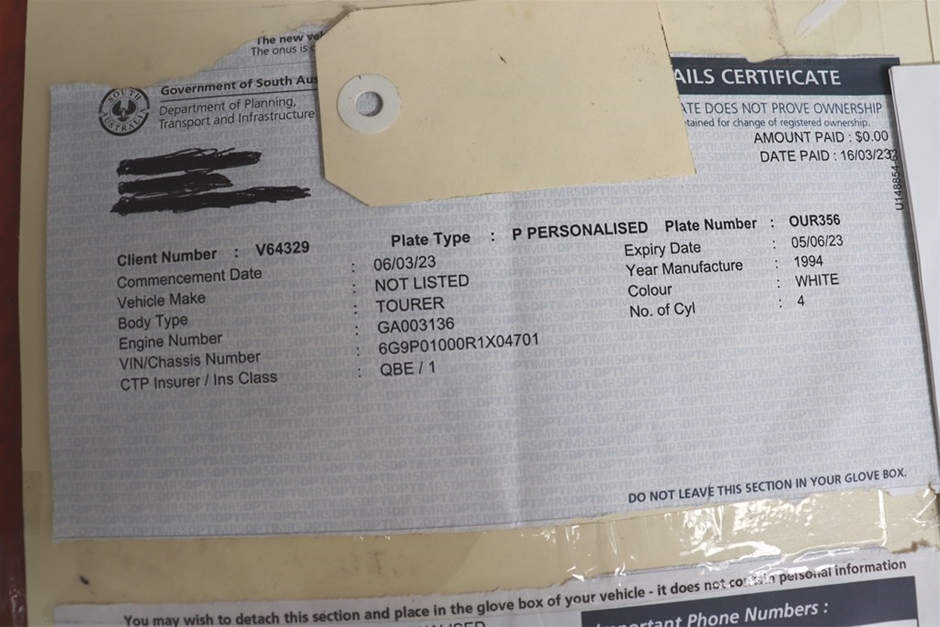 The new
The onus is
Government of South Aus
Department of Planning,
Transport and Infrastructure
SOUTH AUSTRALIA
AILS CERTIFICATE
ATE DOES NOT PROVE OWNERSHIP
tained for change of registered ownership.
AMOUNT PAID : $0.00
DATE PAID : 16/03/23
Client Number : V64329 Plate Type : P PERSONALISED Plate Number : OUR356
Commencement Date : 06/03/23 Expiry Date : 05/06/23
Vehicle Make : NOT LISTED Year Manufacture : 1994
Body Type : TOURER Colour : WHITE
Engine Number : GA003136 No. of Cyl : 4
VIN/Chassis Number : 6G9P01000R1X04701
CTP Insurer / Ins Class : QBE / 1
DO NOT LEAVE THIS SECTION IN YOUR GLOVE BOX.
You may wish to detach this section and place in the glove box of your vehicle - it does not contain personal information
Important Phone Numbers :